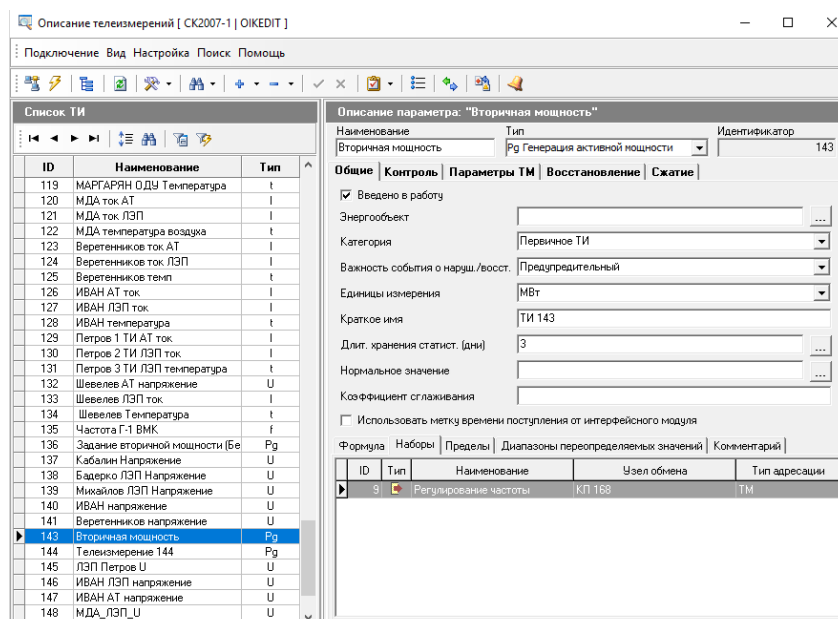 Описание телеизмерений [ СК2007-1 | OIKEDIT ]
Подключение Вид Настройка Поиск Помощь
Список ТИ
ID Наименование Тип
119 МАРГАРЯН ОДУ Температура t
120 МДА ток АТ I
121 МДА ток ЛЭП I
122 МДА температура воздуха t
123 Веретенников ток АТ I
124 Веретенников ток ЛЭП I
125 Веретенников темп t
126 ИВАН АТ ток I
127 ИВАН ЛЭП ток I
128 ИВАН температура t
129 Петров 1 ТИ АТ ток I
130 Петров 2 ТИ ЛЭП ток I
131 Петров 3 ТИ ЛЭП температура t
132 Шевелев АТ напряжение U
133 Шевелев ЛЭП ток I
134 Шевелев Температура t
135 Частота Г-1 ВМК f
136 Задание вторичной мощности (Бе Pg
137 Кабалин Напряжение U
138 Бадерко ЛЭП Напряжение U
139 Михайлов ЛЭП Напряжение U
140 ИВАН напряжение U
141 Веретенников напряжение U
143 Вторичная мощность Pg
144 Телеизмерение 144 Pg
145 ЛЭП Петров U U
146 ИВАН ЛЭП напряжение U
147 ИВАН АТ напряжение U
148 МДА_ЛЭП_U U
Описание параметра: "Вторичная мощность"
Наименование Тип Идентификатор
Вторичная мощность Pg Генерация активной мощности 143
Общие Контроль Параметры ТМ Восстановление Сжатие
Введено в работу
Энергообъект ...
Категория Первичное ТИ
Важность события о наруш./восст. Предупредительный
Единицы измерения МВт
Краткое имя ТИ 143
Длит. хранения статист. (дни) 3 ...
Нормальное значение ...
Коэффициент сглаживания
Использовать метку времени поступления от интерфейсного модуля
Формула Наборы Пределы Диапазоны переопределяемых значений Комментарий
ID Тип Наименование Узел обмена Тип адресации
9 Регулирование частоты КП 168 ТМ